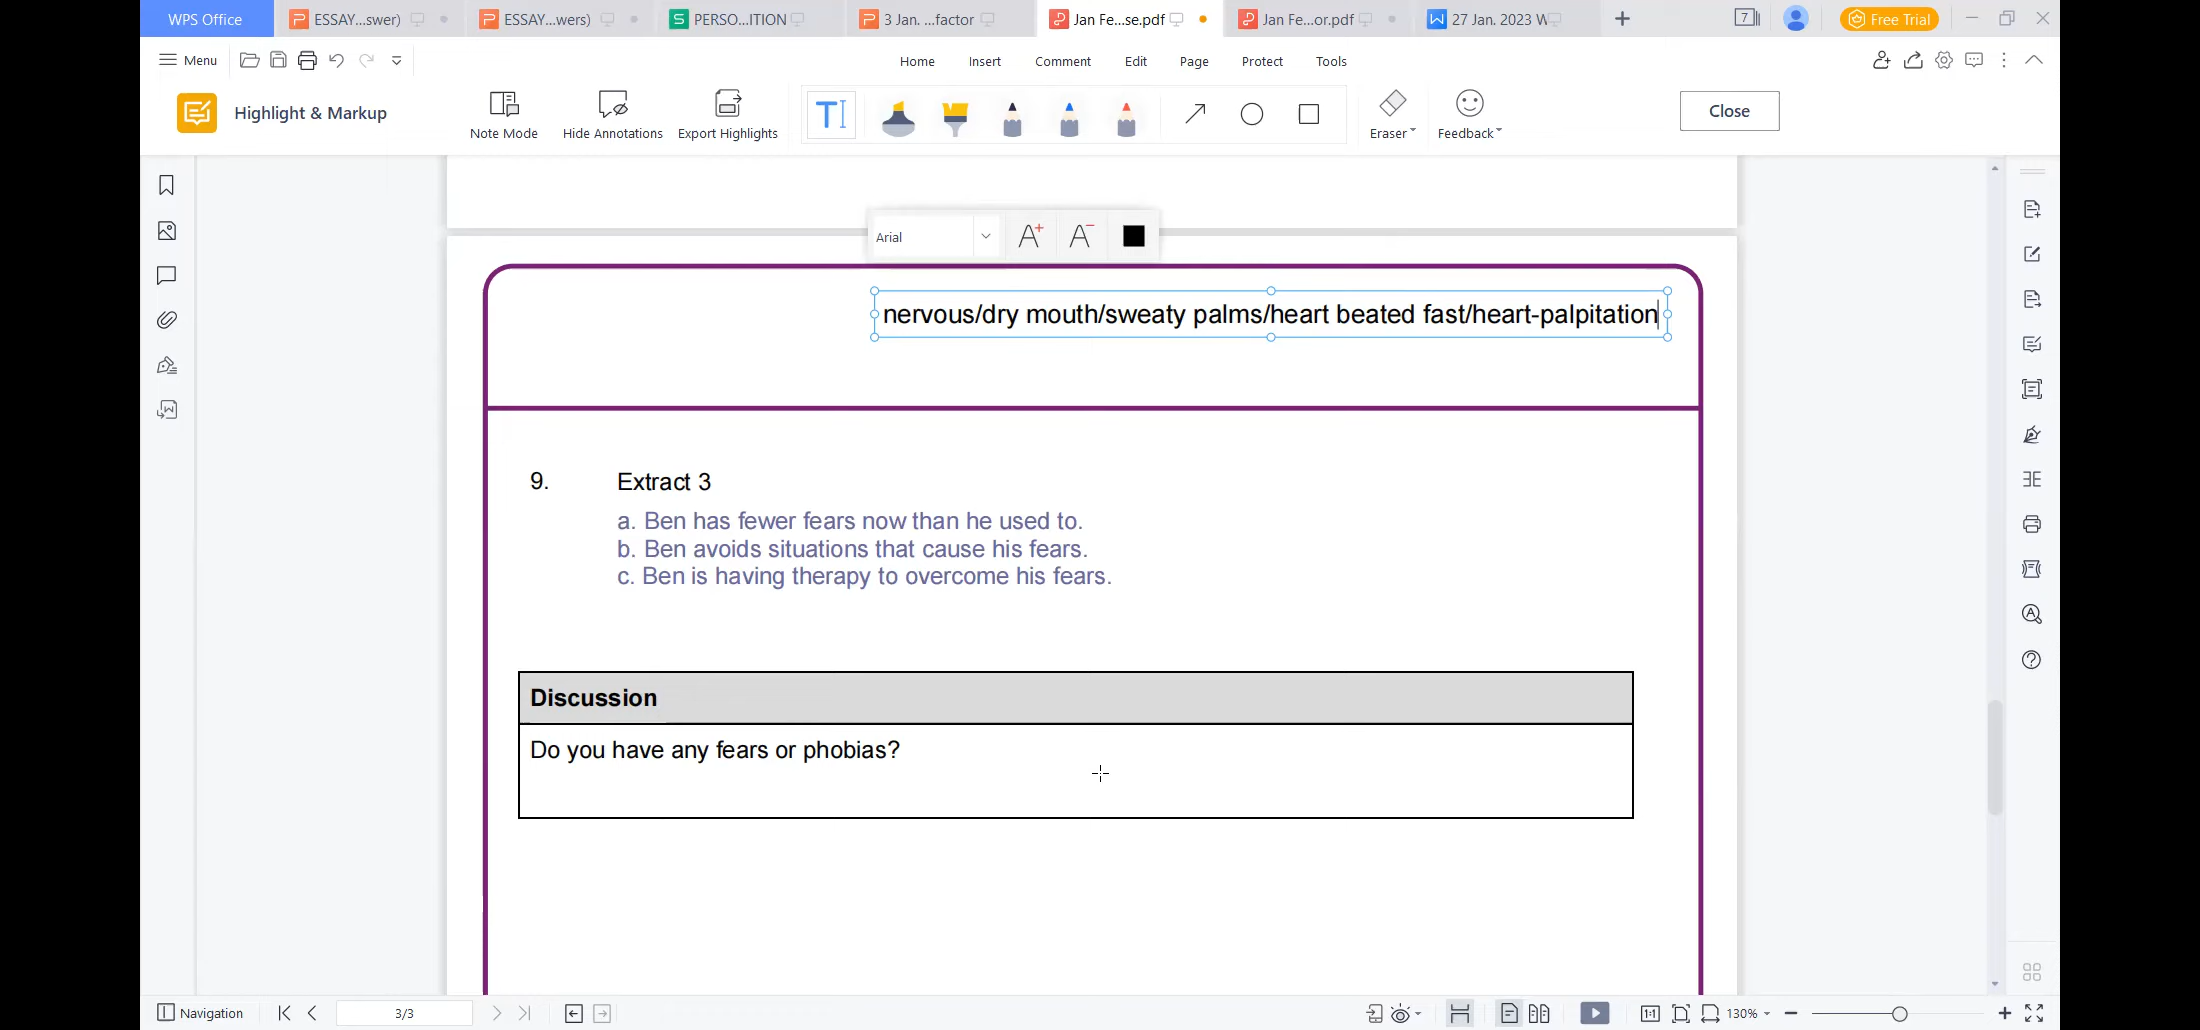 WPS Office
ESSAY...swer)
ESSAY...wers)
PERSO...ITION
3 Jan. ...factor
Jan Fe...se.pdf
Jan Fe...or.pdf
27 Jan. 2023 W
7
Free Trial
Menu
Home
Insert
Comment
Edit
Page
Protect
Tools
Highlight & Markup
Note Mode
Hide Annotations
Export Highlights
Eraser
Feedback
Close
Arial
nervous/dry mouth/sweaty palms/heart beated fast/heart-palpitation
9. Extract 3
a. Ben has fewer fears now than he used to.
b. Ben avoids situations that cause his fears.
c. Ben is having therapy to overcome his fears.
Discussion
Do you have any fears or phobias?
Navigation
3/3
1:1
130%